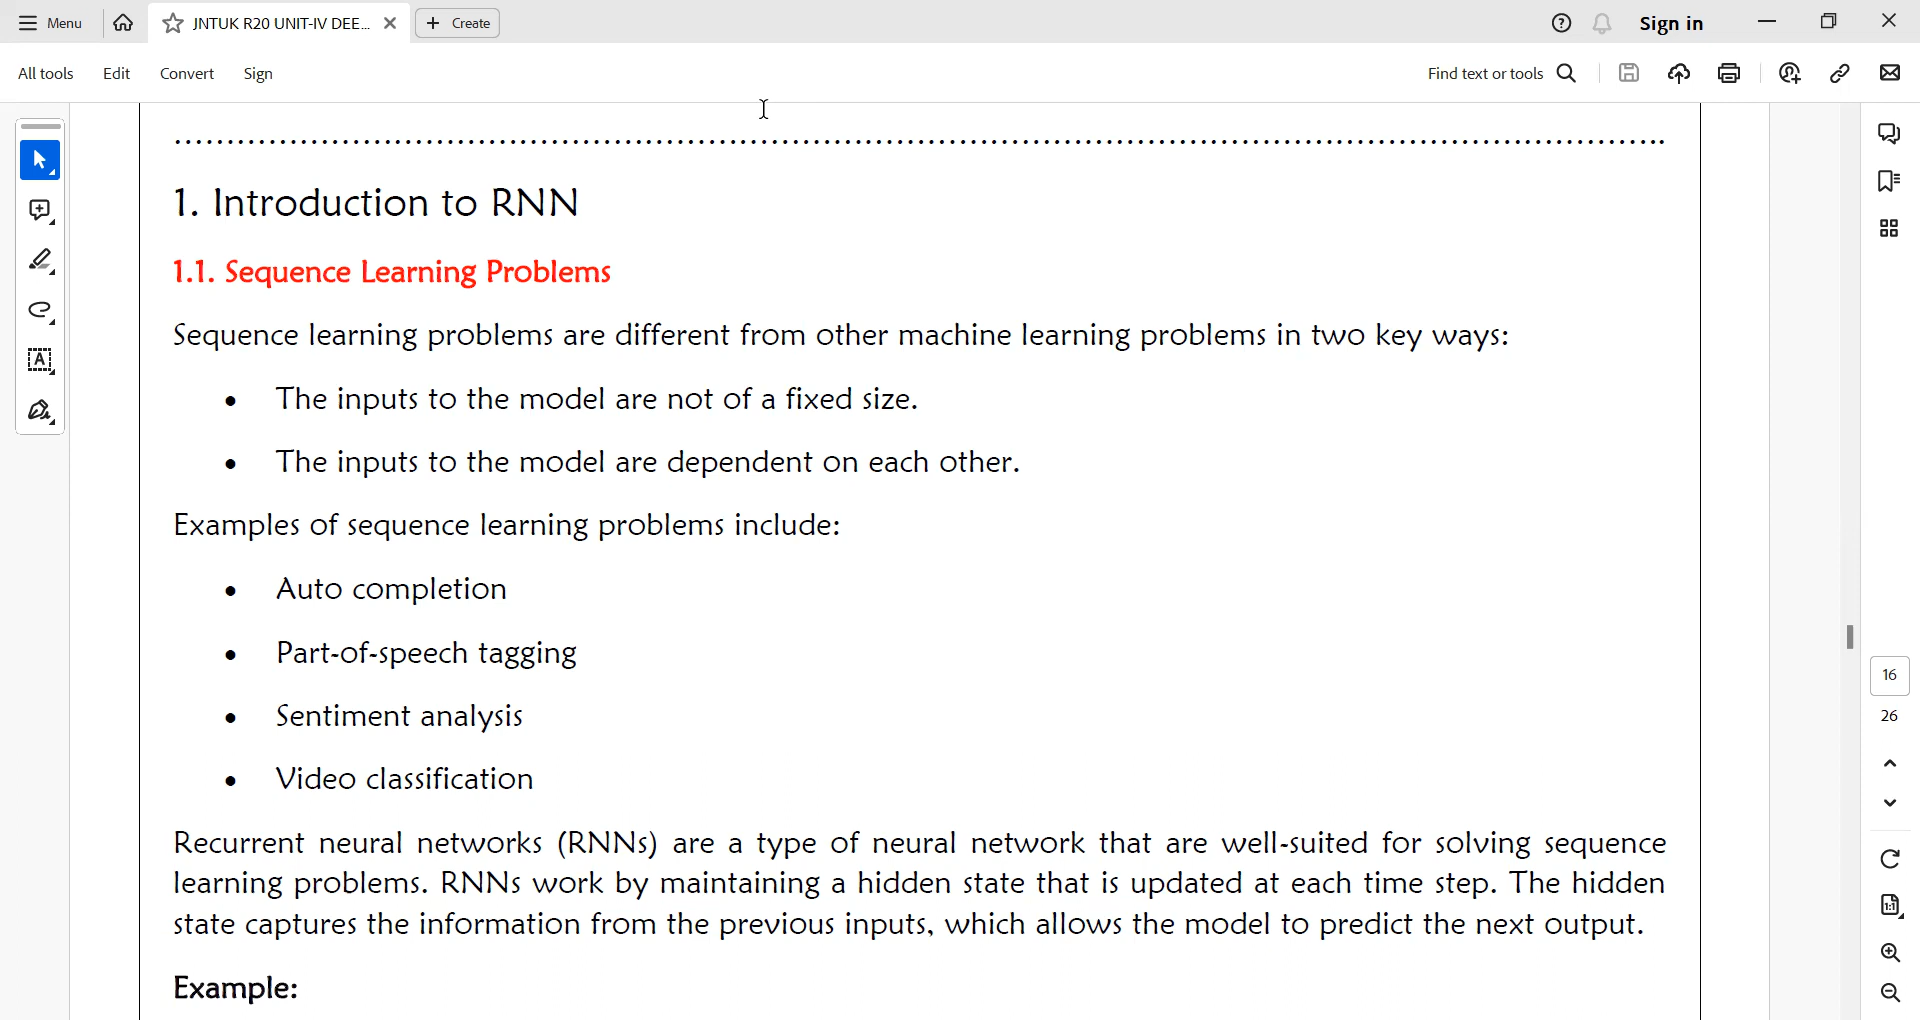 Menu
JNTUK R20 UNIT-IV DEE...
Create
Sign in
All tools
Edit
Convert
Sign
Find text or tools
1. Introduction to RNN
1.1. Sequence Learning Problems
Sequence learning problems are different from other machine learning problems in two key ways:
• The inputs to the model are not of a fixed size.
• The inputs to the model are dependent on each other.
Examples of sequence learning problems include:
• Auto completion
• Part-of-speech tagging
• Sentiment analysis
• Video classification
Recurrent neural networks (RNNs) are a type of neural network that are well-suited for solving sequence
learning problems. RNNs work by maintaining a hidden state that is updated at each time step. The hidden
state captures the information from the previous inputs, which allows the model to predict the next output.
Example:
16
26